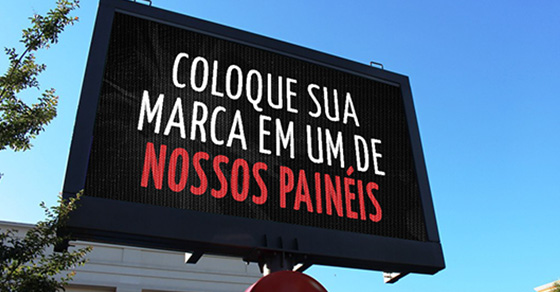 COLOQUE SUA
MARCA EM UM DE
NOSSOS PAINÉIS